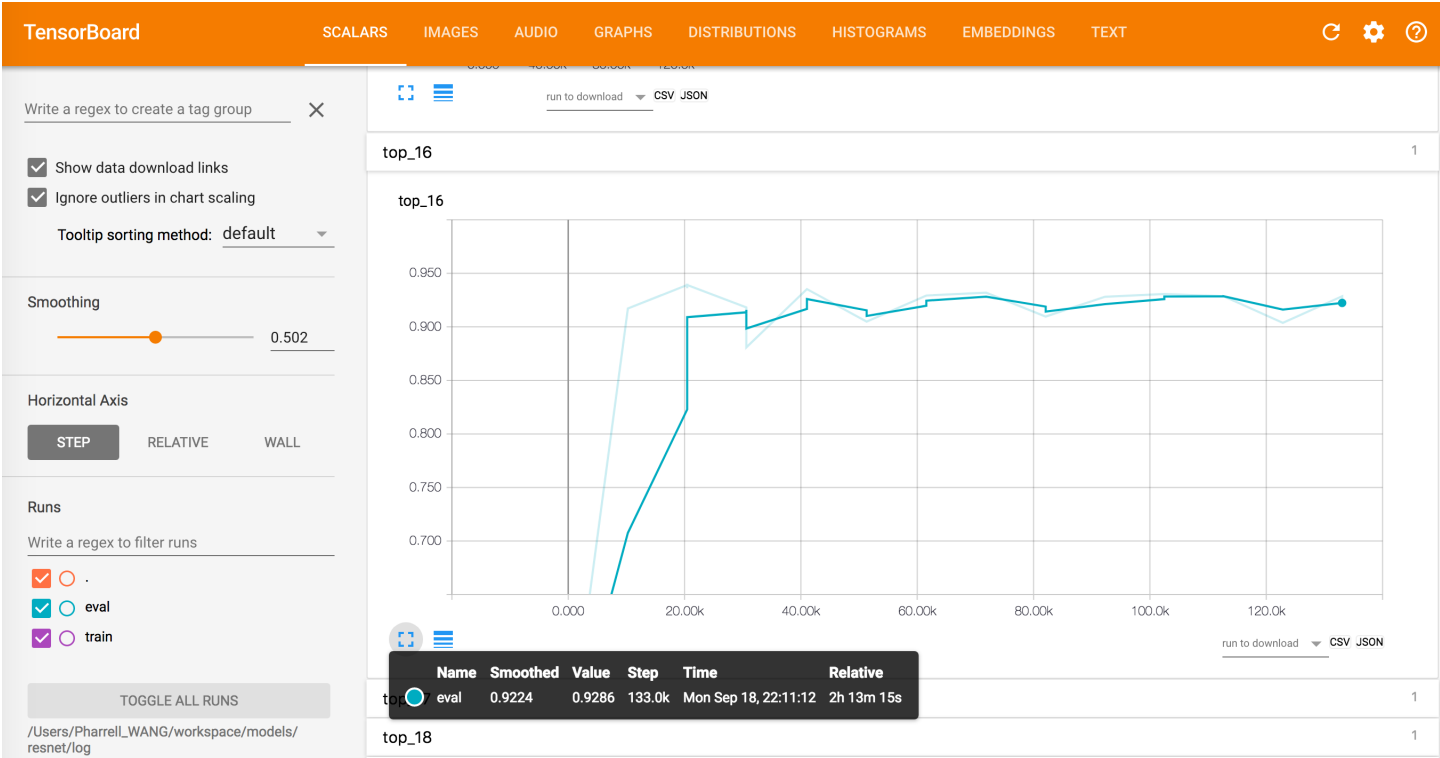 TensorBoard
SCALARS IMAGES AUDIO GRAPHS DISTRIBUTIONS HISTOGRAMS EMBEDDINGS TEXT
Write a regex to create a tag group
Show data download links
Ignore outliers in chart scaling
Tooltip sorting method: default
Smoothing
0.502
Horizontal Axis
STEP RELATIVE WALL
Runs
Write a regex to filter runs
.
eval
train
TOGGLE ALL RUNS
/Users/Pharrell_WANG/workspace/models/
resnet/log
run to download CSV JSON
top_16 1
top_16
0.950
0.900
0.850
0.800
0.750
0.700
0.000 20.00k 40.00k 60.00k 80.00k 100.0k 120.0k
run to download CSV JSON
Name Smoothed Value Step Time Relative
eval 0.9224 0.9286 133.0k Mon Sep 18, 22:11:12 2h 13m 15s
1
top_18 1